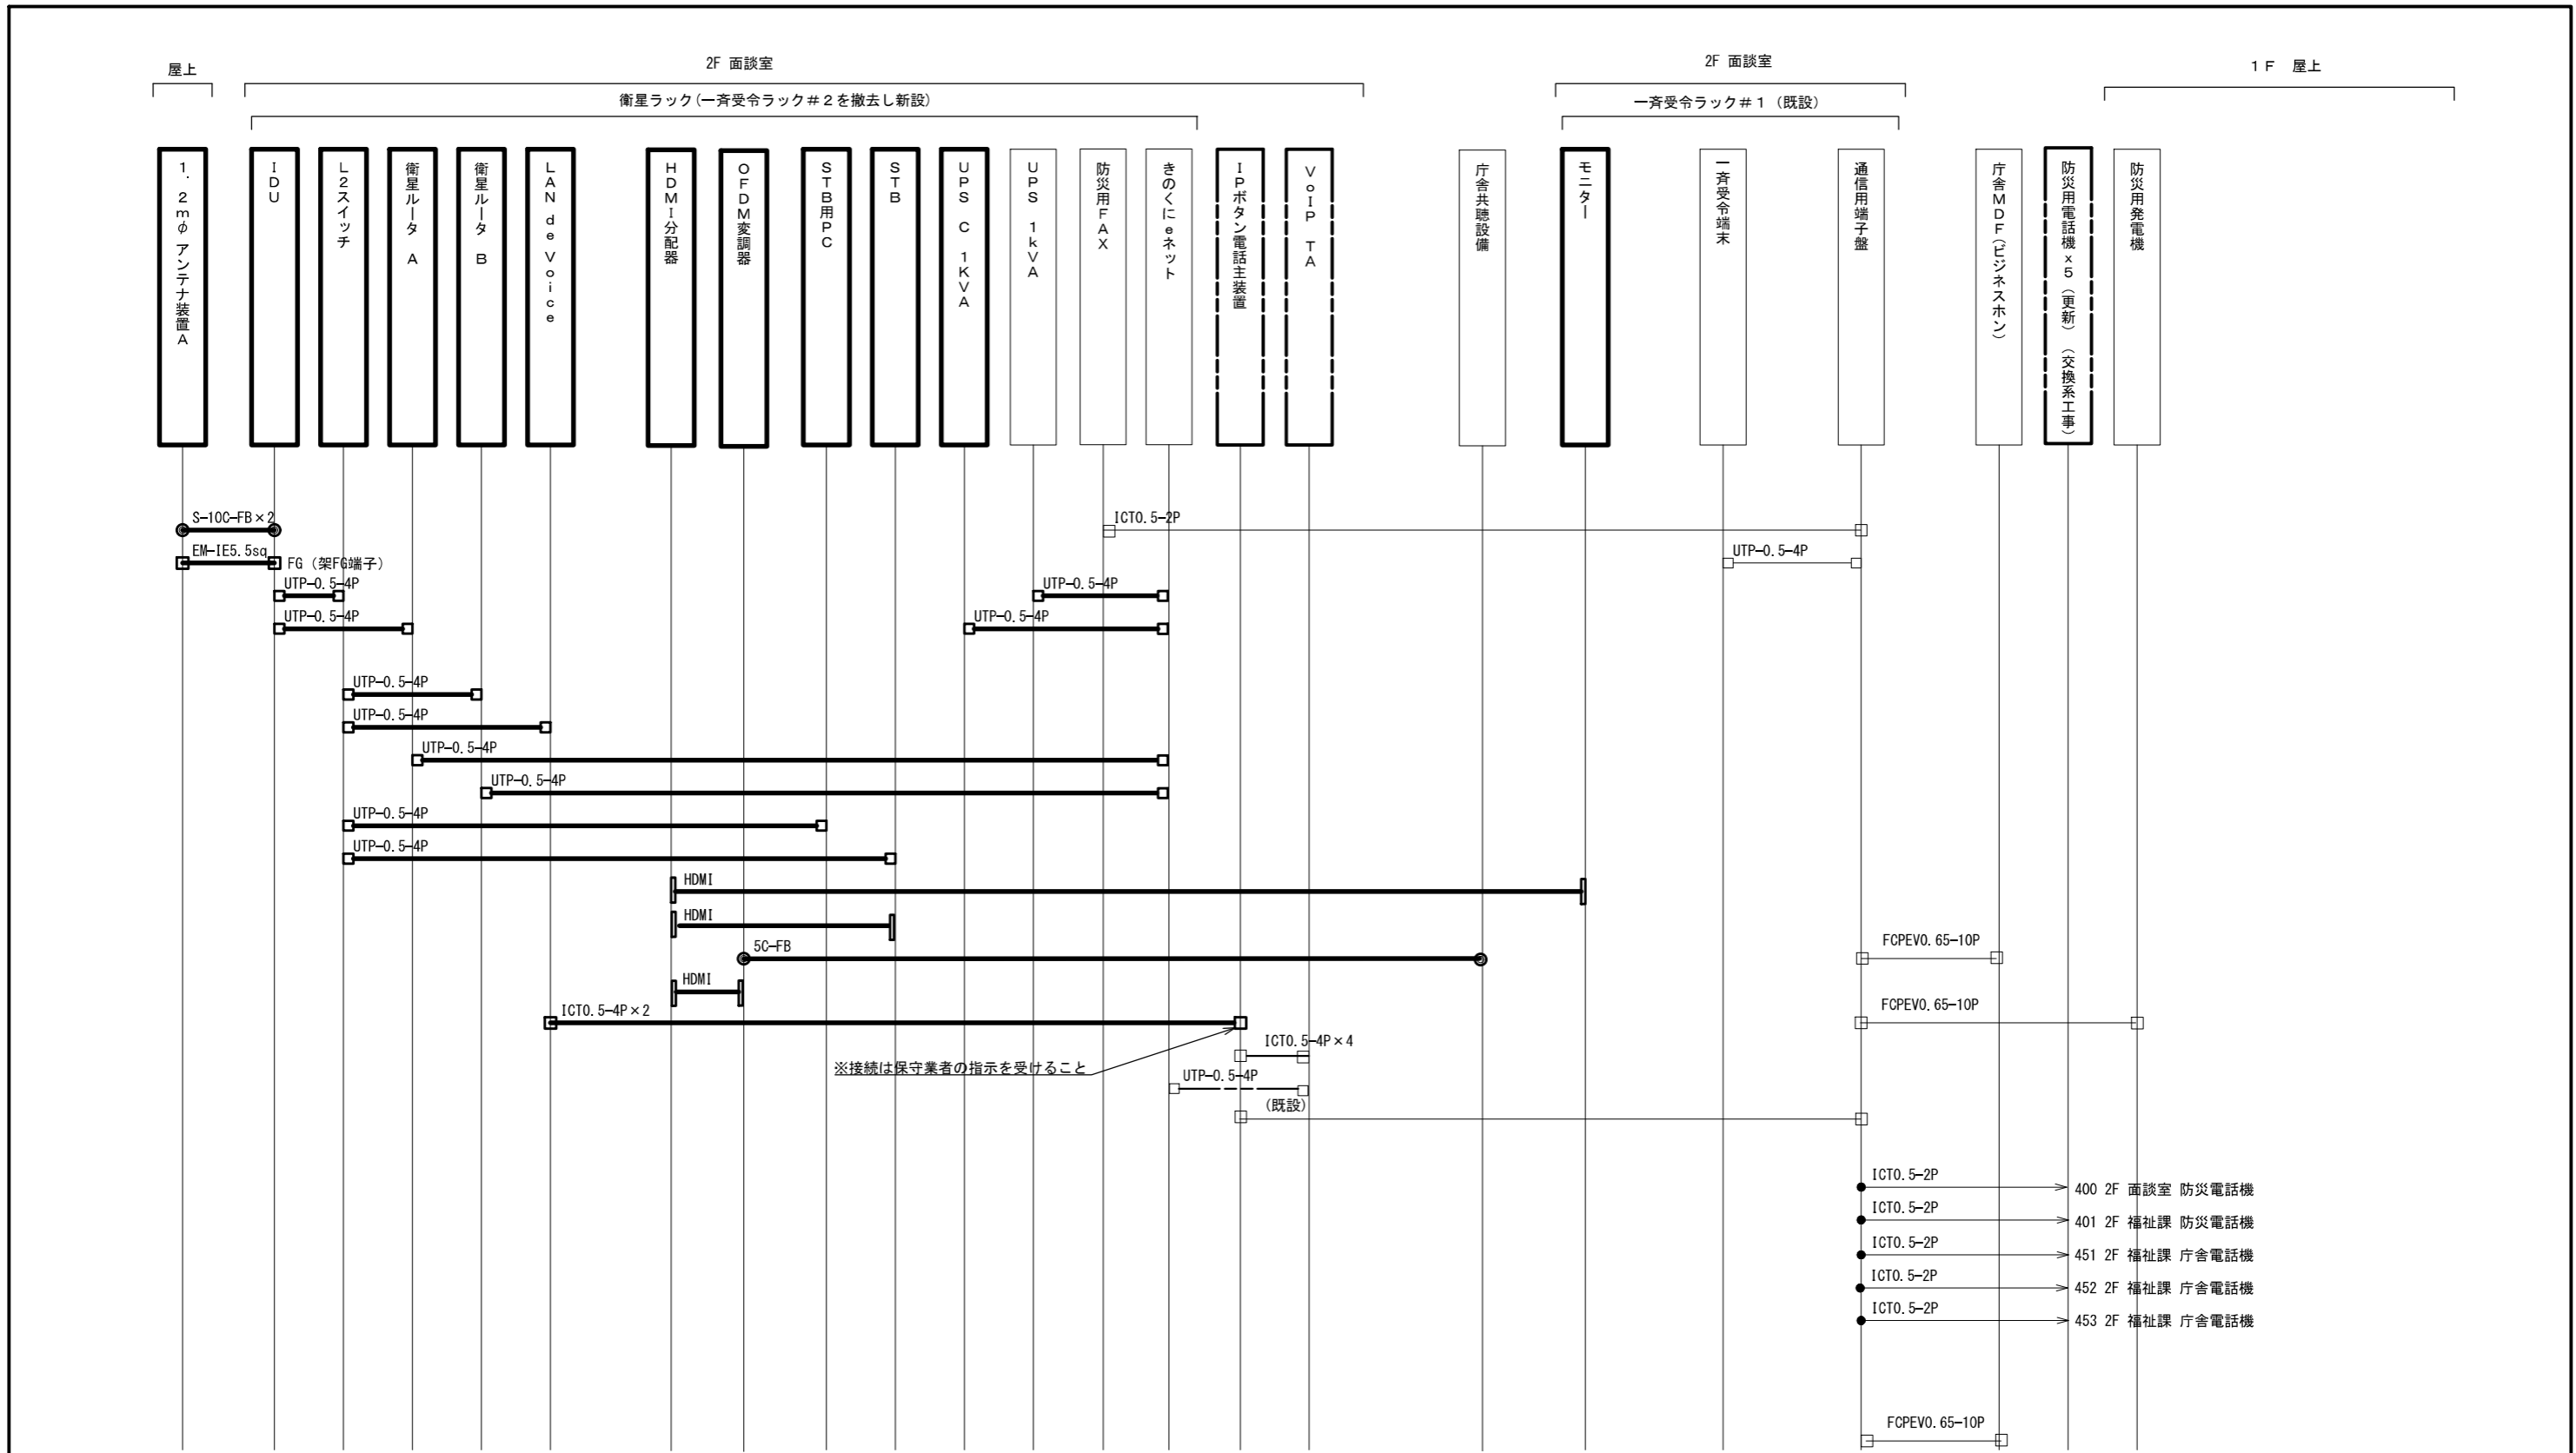 屋上
2F 面談室
2F 面談室
1F 屋上
衛星ラック(一斉受令ラック#2を撤去し新設)
一斉受令ラック#1(既設)
1.2mφアンテナ装置A
IDU
L2スイッチ
衛星ルータ A
衛星ルータ B
LAN de Voice
HDMI分配器
OFDM変調器
STB用PC
STB
UPS C 1KVA
UPS 1kVA
防災用FAX
きのくにeネット
IPボタン電話主装置
VoIP TA
庁舎共聴設備
モニター
一斉受令端末
通信用端子盤
庁舎MDF(ビジネスホン)
防災用電話機x5(更新)(交換系工事)
防災用発電機
S-10C-FB×2
ICT0.5-2P
EM-IE5.5sq
FG(架FG端子)
UTP-0.5-4P
UTP-0.5-4P
UTP-0.5-4P
UTP-0.5-4P
UTP-0.5-4P
UTP-0.5-4P
UTP-0.5-4P
UTP-0.5-4P
UTP-0.5-4P
UTP-0.5-4P
UTP-0.5-4P
HDMI
HDMI
5C-FB
FCPEV0.65-10P
HDMI
ICT0.5-4P×2
FCPEV0.65-10P
ICT0.5-4P×4
※接続は保守業者の指示を受けること
UTP-0.5-4P
(既設)
ICT0.5-2P
400 2F 面談室 防災電話機
ICT0.5-2P
401 2F 福祉課 防災電話機
ICT0.5-2P
451 2F 福祉課 庁舎電話機
ICT0.5-2P
452 2F 福祉課 庁舎電話機
ICT0.5-2P
453 2F 福祉課 庁舎電話機
FCPEV0.65-10P